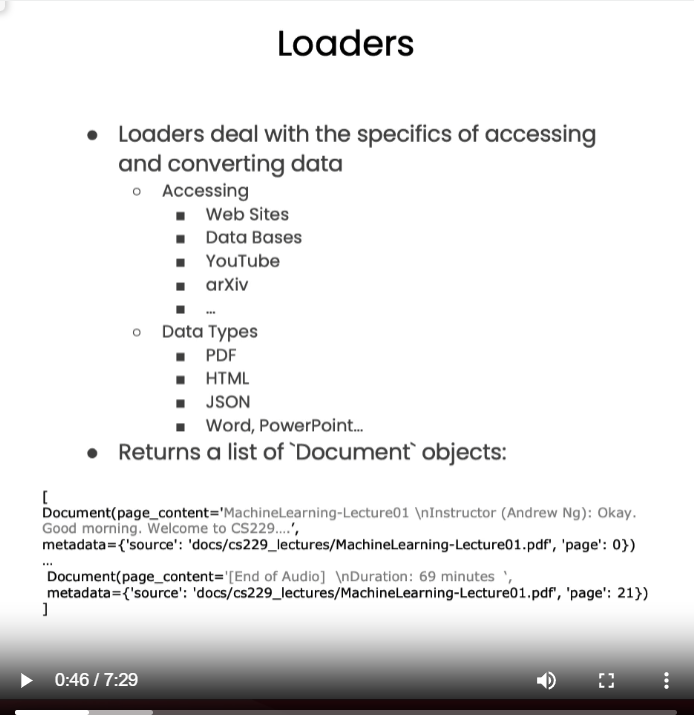 Loaders
● Loaders deal with the specifics of accessing
and converting data
○ Accessing
■ Web Sites
■ Data Bases
■ YouTube
■ arXiv
■ ...
○ Data Types
■ PDF
■ HTML
■ JSON
■ Word, PowerPoint...
● Returns a list of `Document` objects:
[
Document(page_content='MachineLearning-Lecture01 \nInstructor (Andrew Ng): Okay.
Good morning. Welcome to CS229....',
metadata={'source': 'docs/cs229_lectures/MachineLearning-Lecture01.pdf', 'page': 0})
...
Document(page_content='[End of Audio] \nDuration: 69 minutes ',
metadata={'source': 'docs/cs229_lectures/MachineLearning-Lecture01.pdf', 'page': 21})
]
0:46 / 7:29